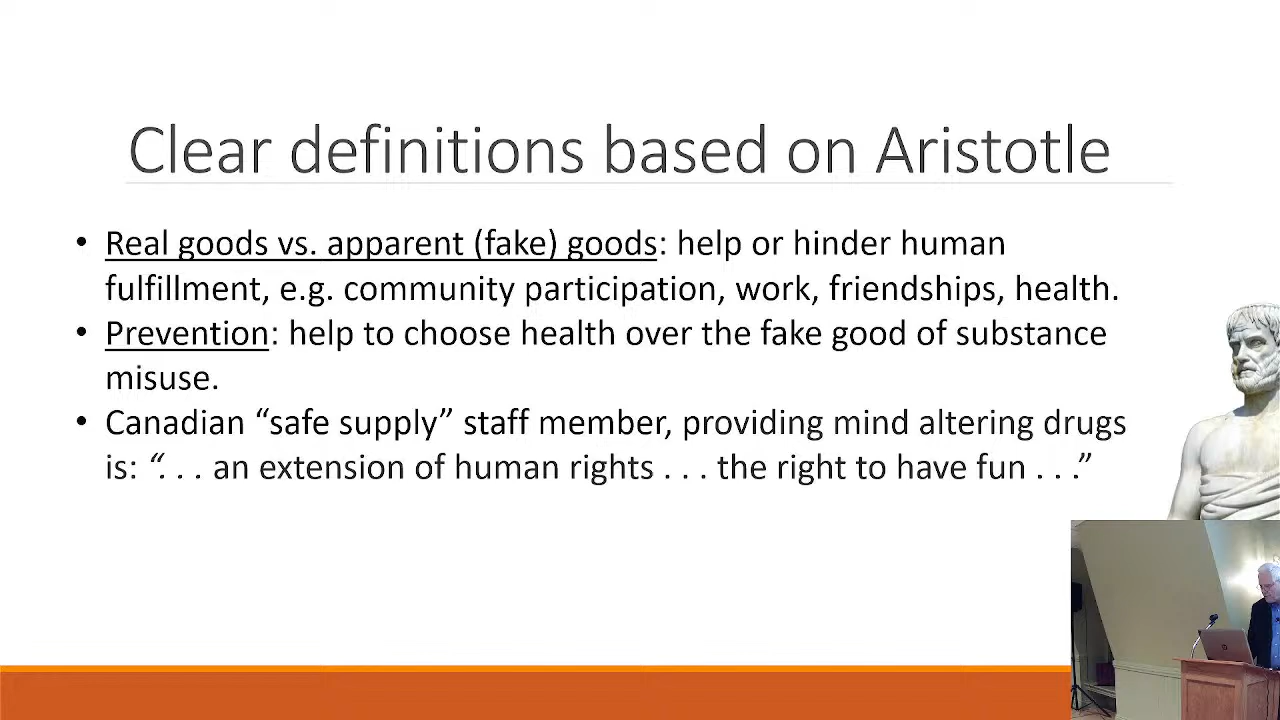 Clear definitions based on Aristotle
• Real goods vs. apparent (fake) goods: help or hinder human
fulfillment, e.g. community participation, work, friendships, health.
• Prevention: help to choose health over the fake good of substance
misuse.
• Canadian “safe supply” staff member, providing mind altering drugs
is: “. . . an extension of human rights . . . the right to have fun . . .”